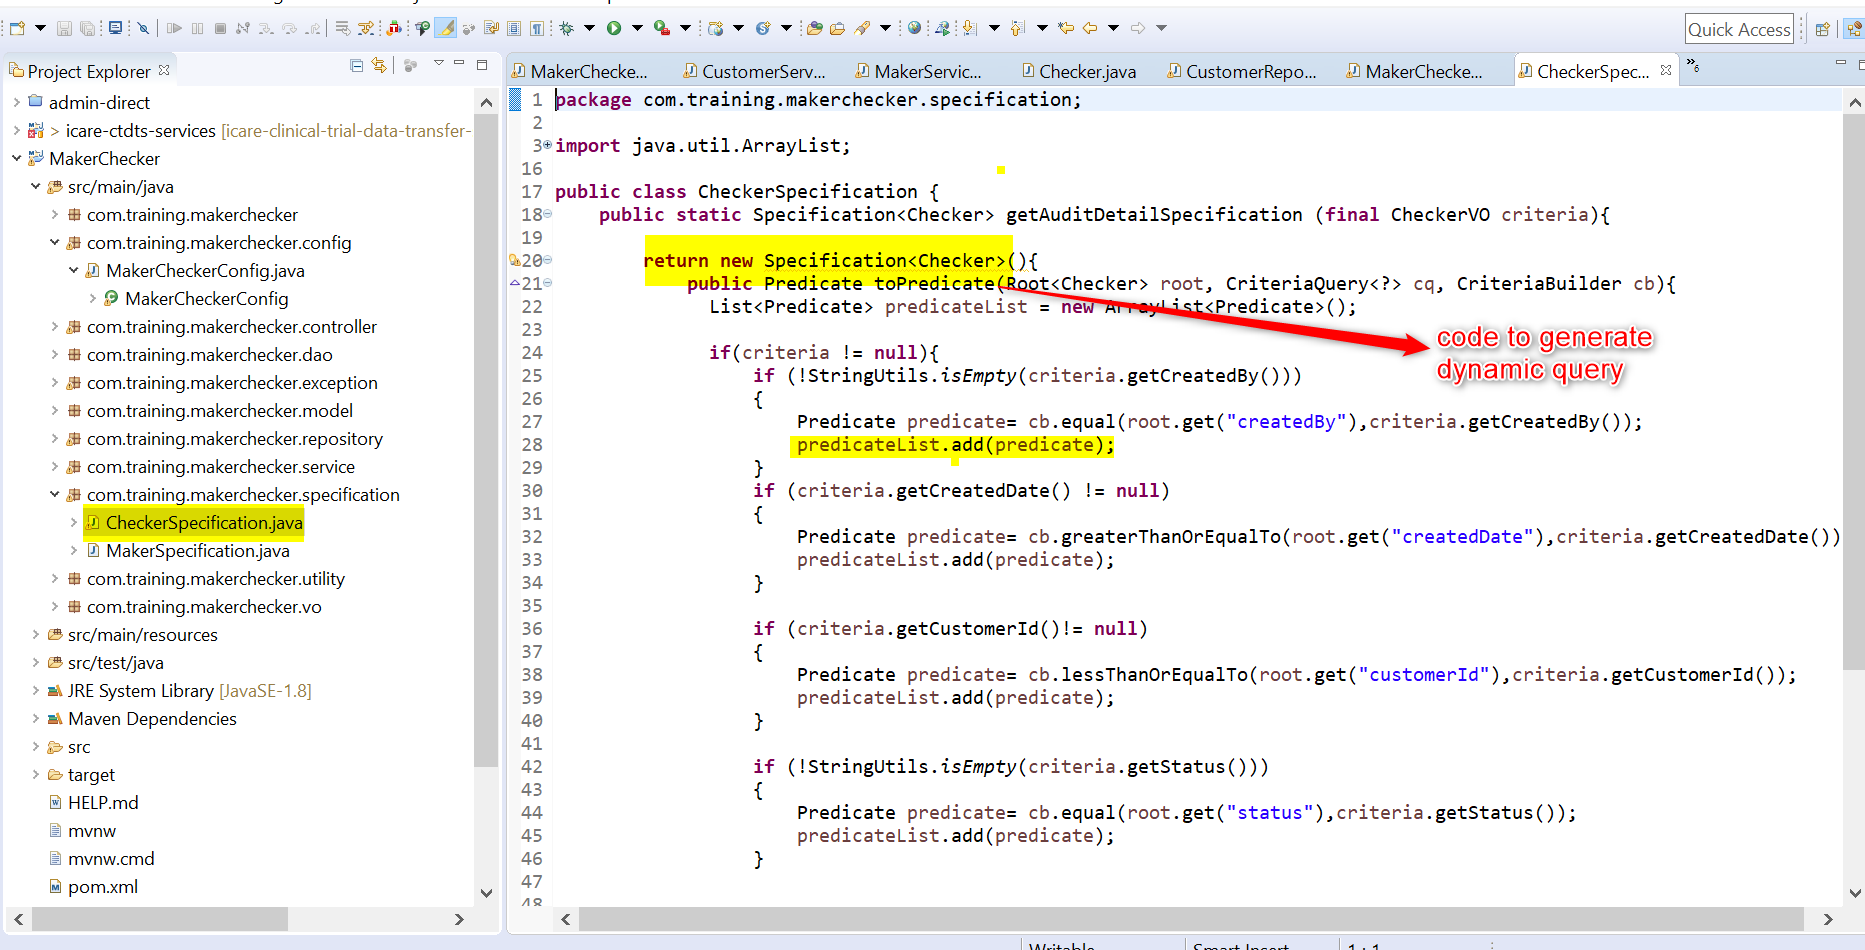 Quick Access
Project Explorer
admin-direct
> icare-ctdts-services [icare-clinical-trial-data-transfer-
MakerChecker
src/main/java
com.training.makerchecker
com.training.makerchecker.config
MakerCheckerConfig.java
MakerCheckerConfig
com.training.makerchecker.controller
com.training.makerchecker.dao
com.training.makerchecker.exception
com.training.makerchecker.model
com.training.makerchecker.repository
com.training.makerchecker.service
com.training.makerchecker.specification
CheckerSpecification.java
MakerSpecification.java
com.training.makerchecker.utility
com.training.makerchecker.vo
src/main/resources
src/test/java
JRE System Library [JavaSE-1.8]
Maven Dependencies
src
target
HELP.md
mvnw
mvnw.cmd
pom.xml
MakerChecke... CustomerServ... MakerServic... Checker.java CustomerRepo... MakerChecke... CheckerSpec... »6
1 package com.training.makerchecker.specification;
2
3 import java.util.ArrayList;
16
17 public class CheckerSpecification {
18 public static Specification<Checker> getAuditDetailSpecification (final CheckerVO criteria){
19
20 return new Specification<Checker>(){
21 public Predicate toPredicate(Root<Checker> root, CriteriaQuery<?> cq, CriteriaBuilder cb){
22 List<Predicate> predicateList = new ArrayList<Predicate>();
23
24 if(criteria != null){
25 if (!StringUtils.isEmpty(criteria.getCreatedBy()))
26 {
27 Predicate predicate= cb.equal(root.get("createdBy"),criteria.getCreatedBy());
28 predicateList.add(predicate);
29 }
30 if (criteria.getCreatedDate() != null)
31 {
32 Predicate predicate= cb.greaterThanOrEqualTo(root.get("createdDate"),criteria.getCreatedDate())
33 predicateList.add(predicate);
34 }
35
36 if (criteria.getCustomerId()!= null)
37 {
38 Predicate predicate= cb.lessThanOrEqualTo(root.get("customerId"),criteria.getCustomerId());
39 predicateList.add(predicate);
40 }
41
42 if (!StringUtils.isEmpty(criteria.getStatus()))
43 {
44 Predicate predicate= cb.equal(root.get("status"),criteria.getStatus());
45 predicateList.add(predicate);
46 }
47
48
code to generate
dynamic query
Writable Smart Insert 1 : 1